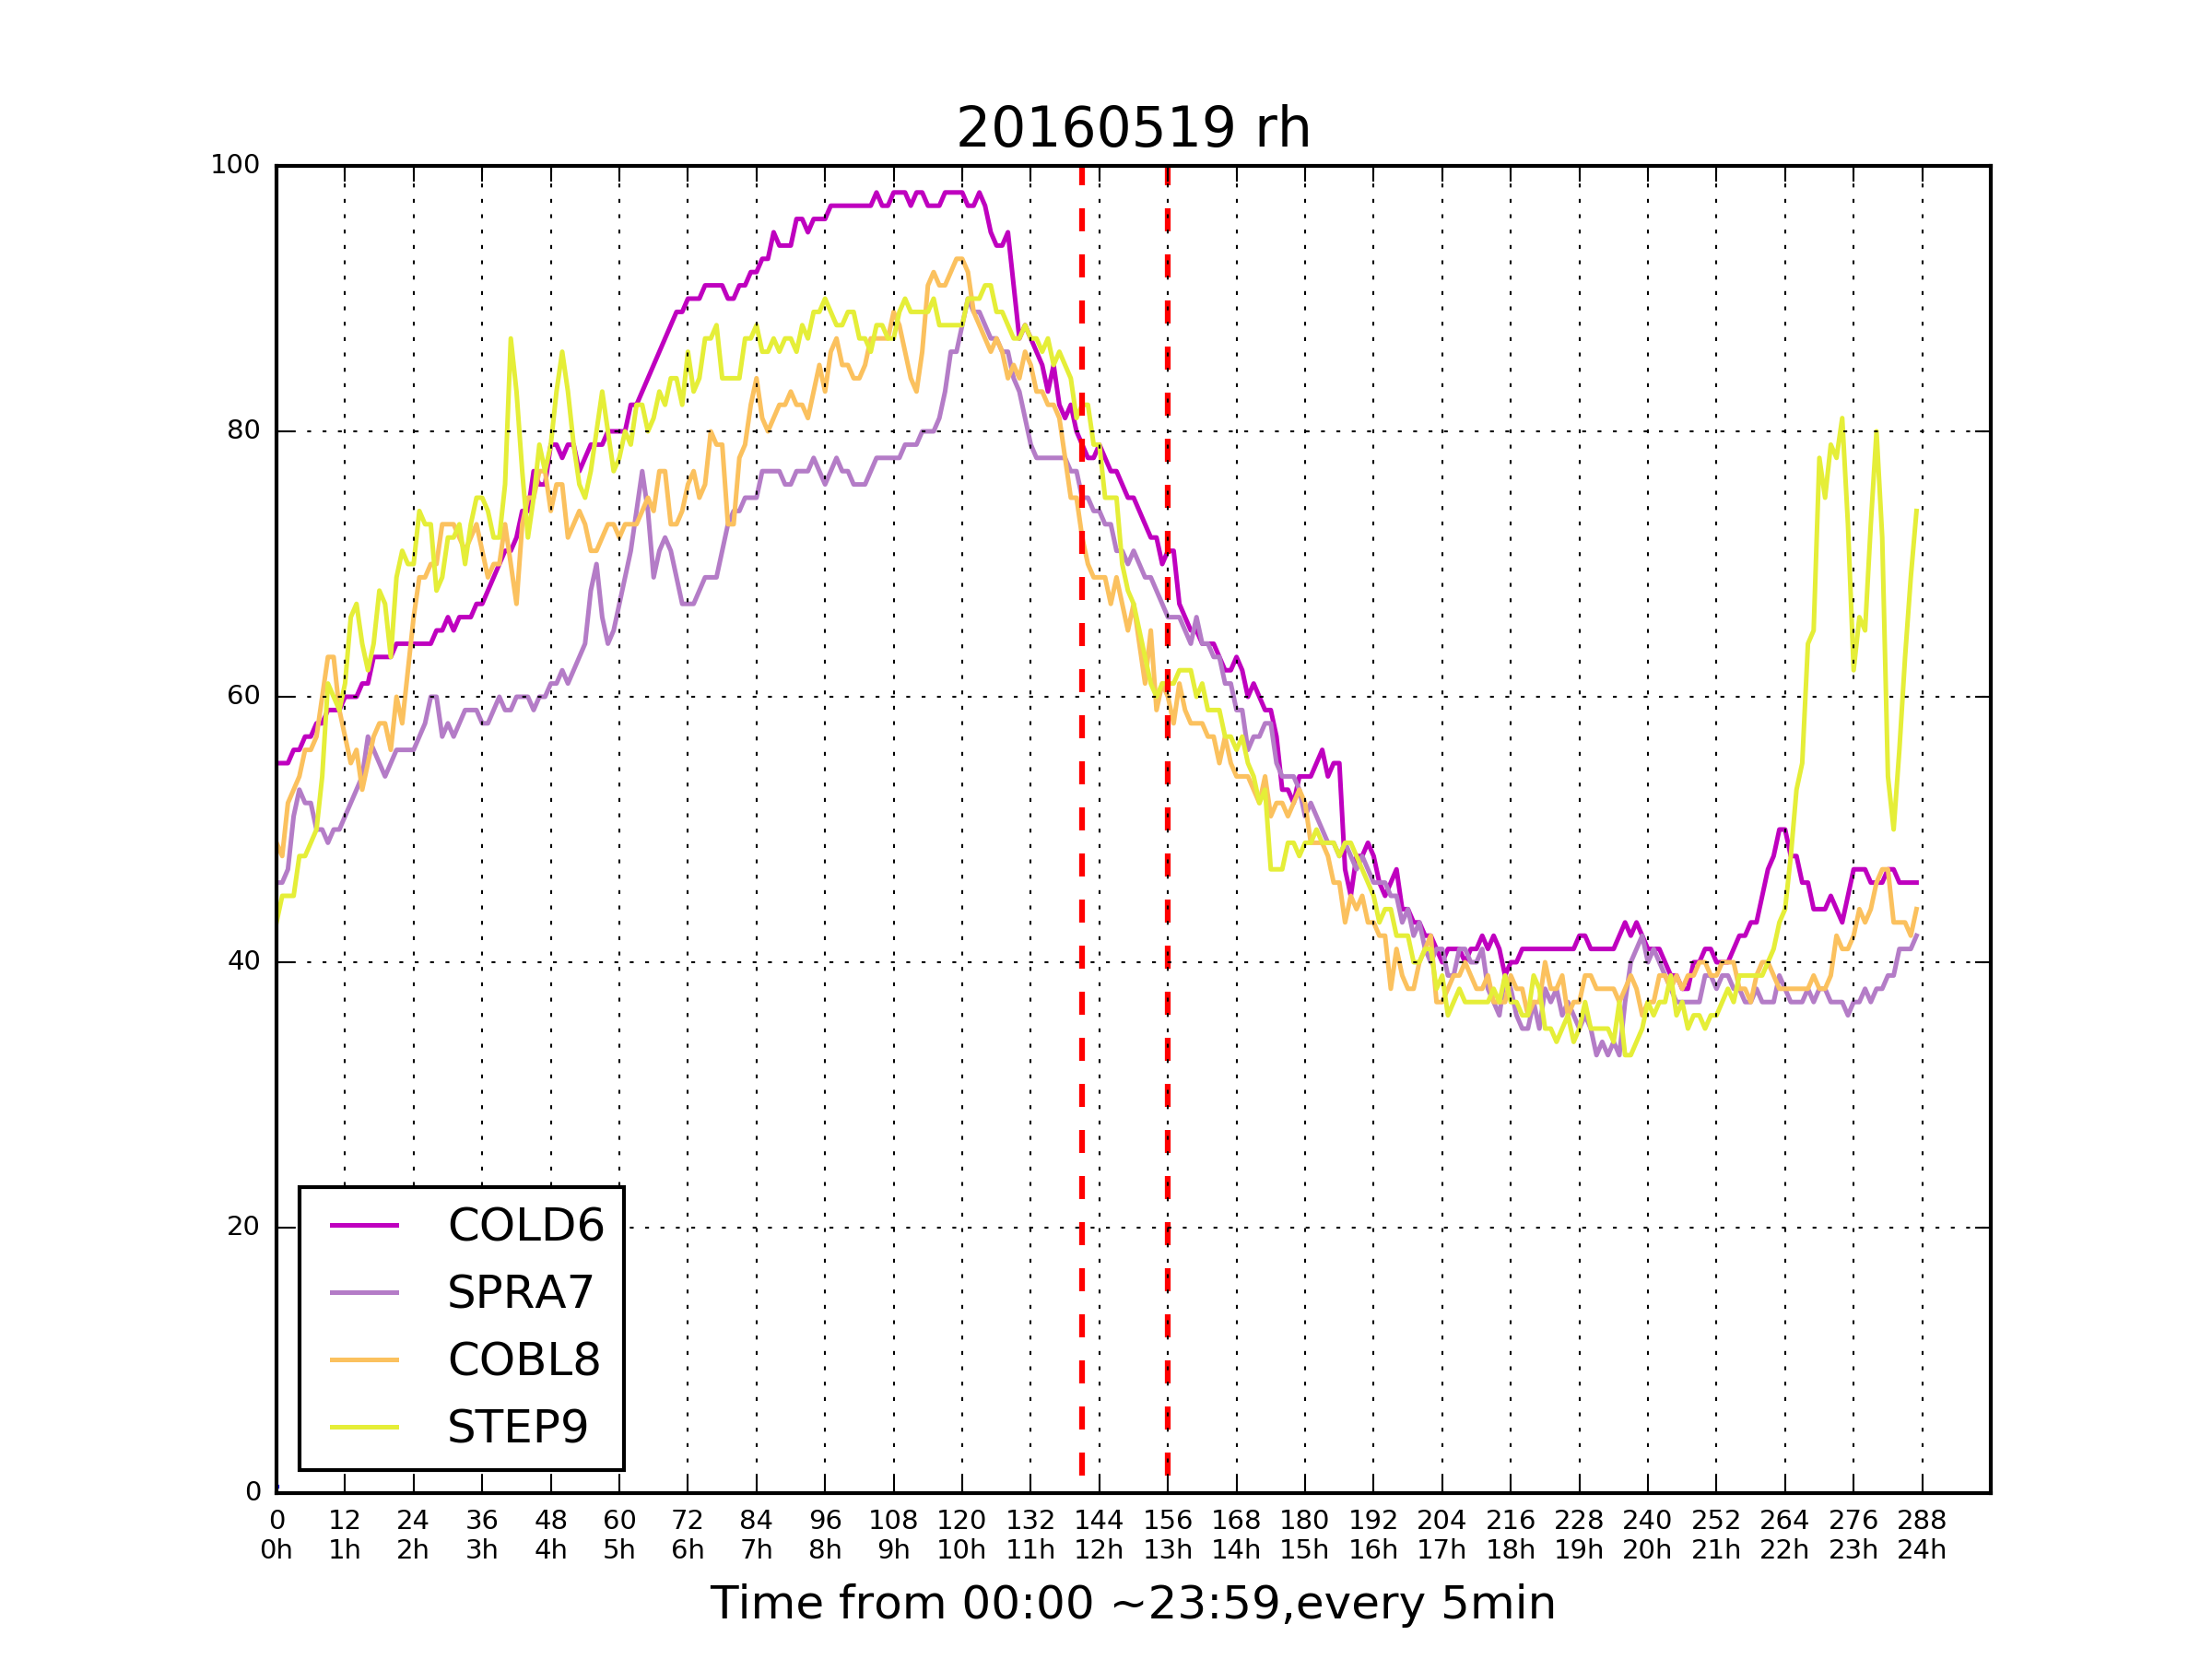 20160519 rh
100
80
60
40
20
0
COLD6
SPRA7
COBL8
STEP9
0 12 24 36 48 60 72 84 96 108 120 132 144 156 168 180 192 204 216 228 240 252 264 276 288
0h 1h 2h 3h 4h 5h 6h 7h 8h 9h 10h 11h 12h 13h 14h 15h 16h 17h 18h 19h 20h 21h 22h 23h 24h
Time from 00:00 ~23:59,every 5min